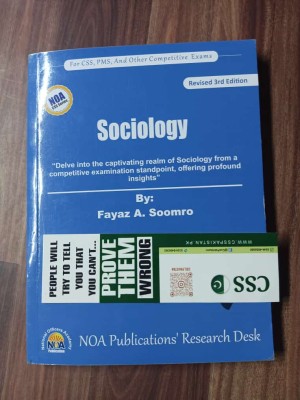 For CSS, PMS, And Other Competitive Exams
Revised 3rd Edition
NOA
Sociology
"Delve into the captivating realm of Sociology from a
competitive examination standpoint, offering profound
insights"
By:
Fayaz A. Soomro
PEOPLE WILL
TRY TO TELL
YOU THAT
YOU CAN'T...
PROVE
THEM
WRONG
CSS
WWW.CSSPAKISTAN.PK
NOA
Publications
NOA Publications' Research Desk